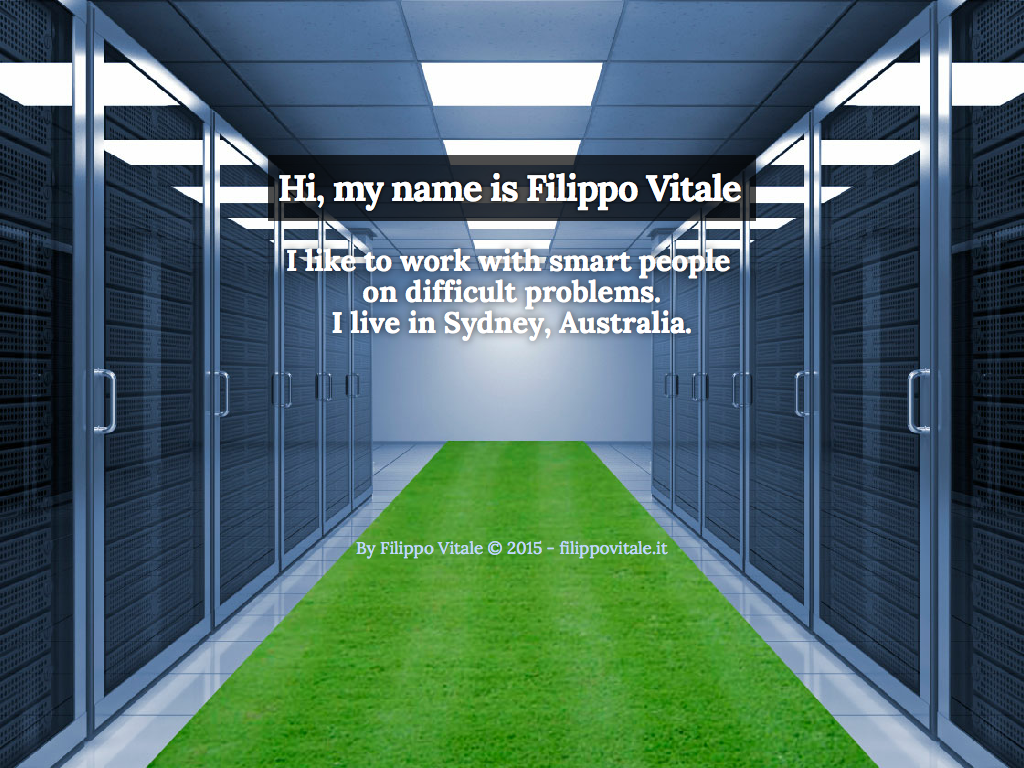 Hi, my name is Filippo Vitale
I like to work with smart people
on difficult problems.
I live in Sydney, Australia.
By Filippo Vitale © 2015 - filippovitale.it